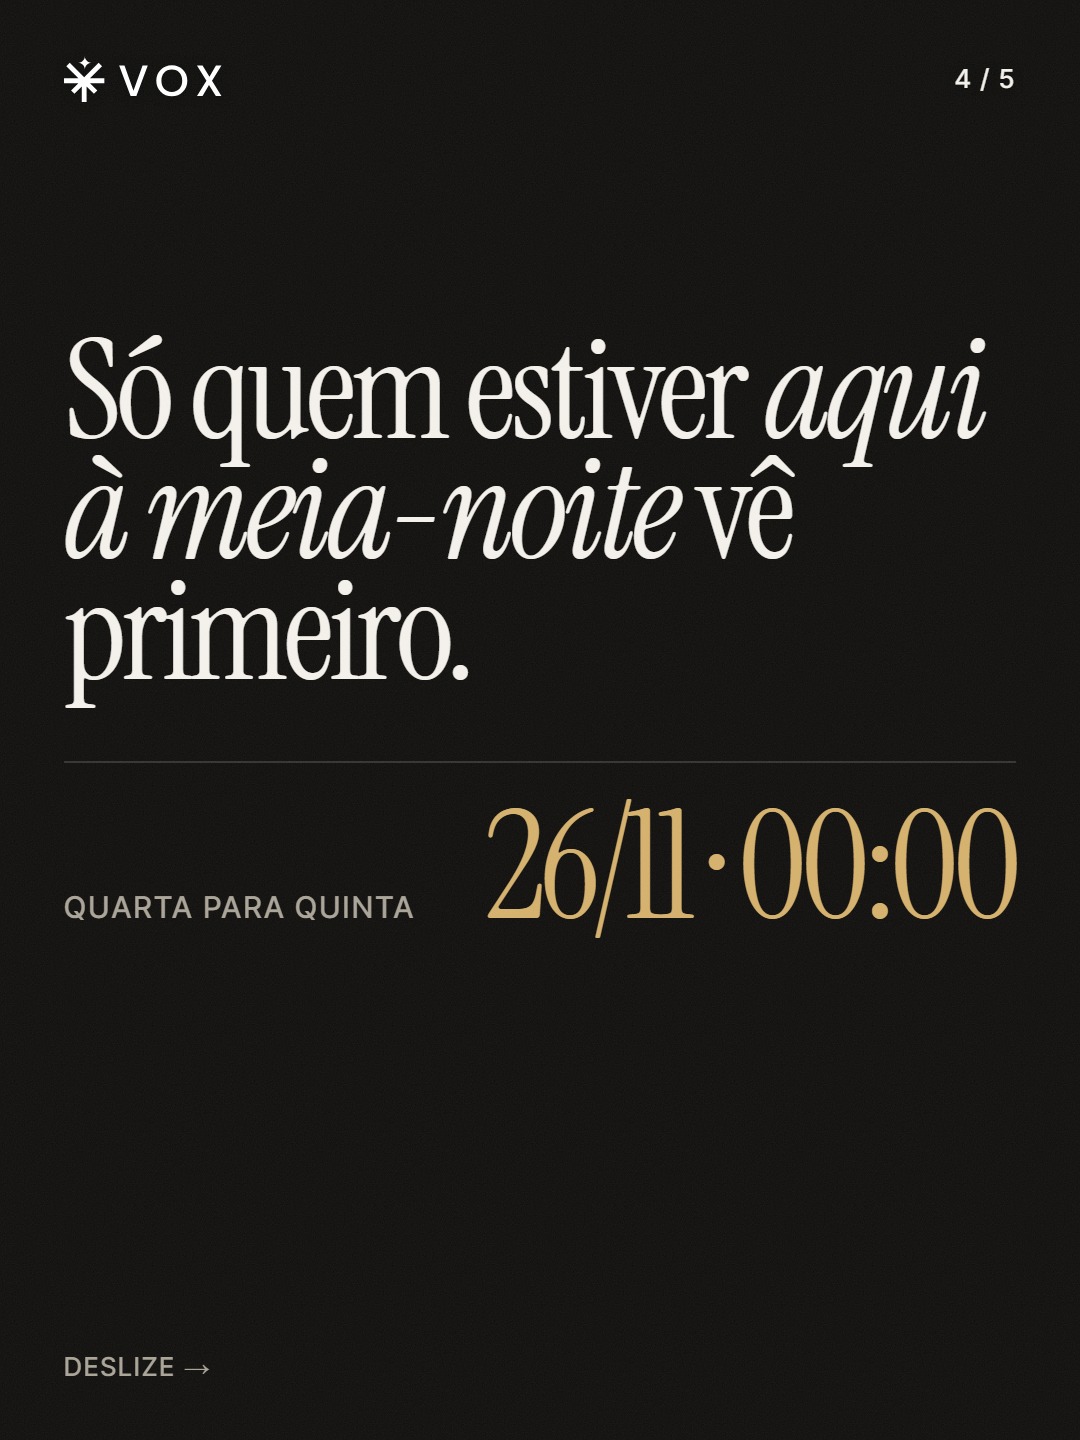 VOX
4 / 5
Só quem estiver aqui
à meia-noite vê
primeiro.
QUARTA PARA QUINTA
26/11 · 00:00
DESLIZE →